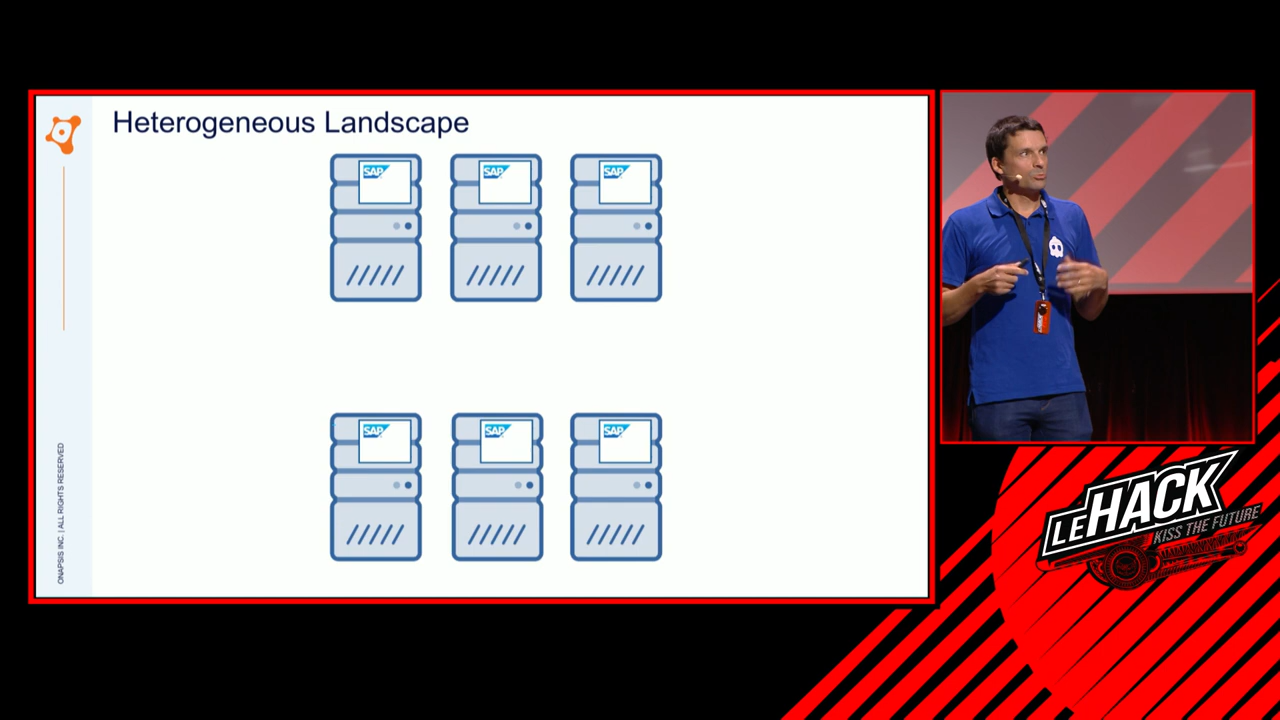 Heterogeneous Landscape
SAP
SAP
SAP
SAP
SAP
SAP
ONAPSIS INC. | ALL RIGHTS RESERVED
LEHACK
KISS THE FUTURE